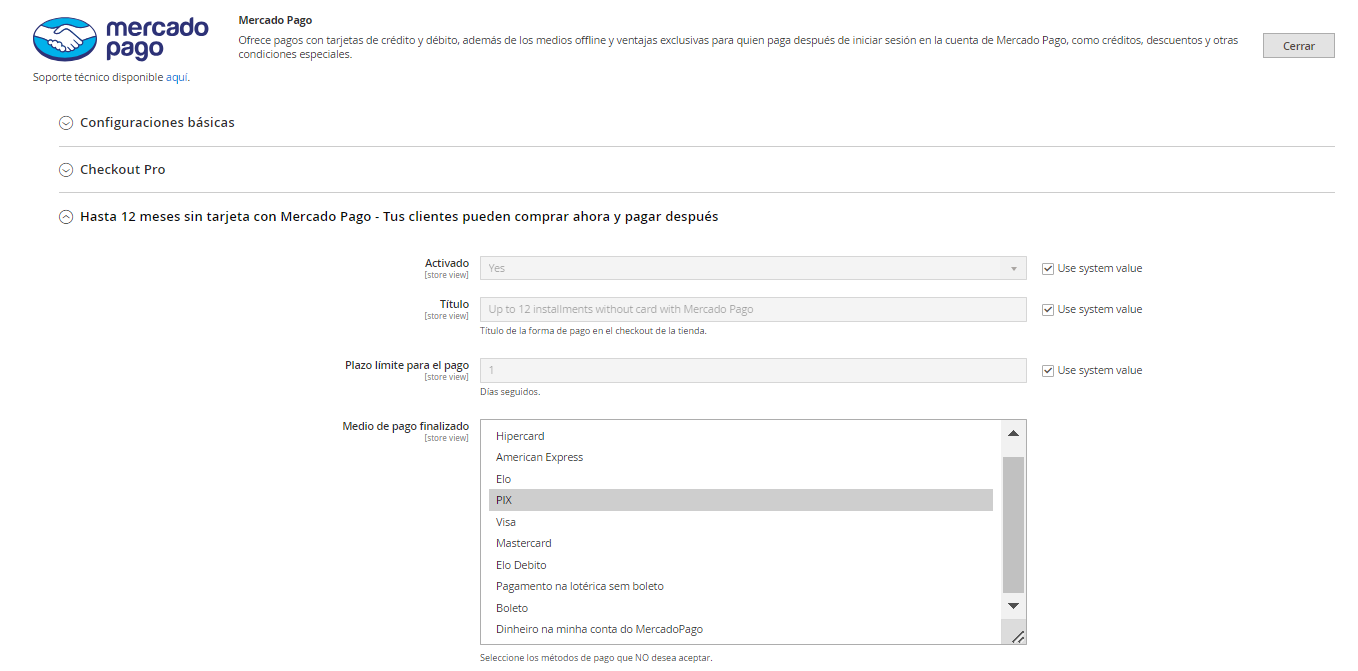 mercado
pago
Mercado Pago
Ofrece pagos con tarjetas de crédito y débito, además de los medios offline y ventajas exclusivas para quien paga después de iniciar sesión en la cuenta de Mercado Pago, como créditos, descuentos y otras
condiciones especiales.
Cerrar
Soporte técnico disponible aquí.
Configuraciones básicas
Checkout Pro
Hasta 12 meses sin tarjeta con Mercado Pago - Tus clientes pueden comprar ahora y pagar después
Activado
[store view]
Yes
Use system value
Título
[store view]
Up to 12 installments without card with Mercado Pago
Use system value
Título de la forma de pago en el checkout de la tienda.
Plazo límite para el pago
[store view]
1
Use system value
Días seguidos.
Medio de pago finalizado
[store view]
Hipercard
American Express
Elo
PIX
Visa
Mastercard
Elo Debito
Pagamento na lotérica sem boleto
Boleto
Dinheiro na minha conta do MercadoPago
Seleccione los métodos de pago que NO desea aceptar.